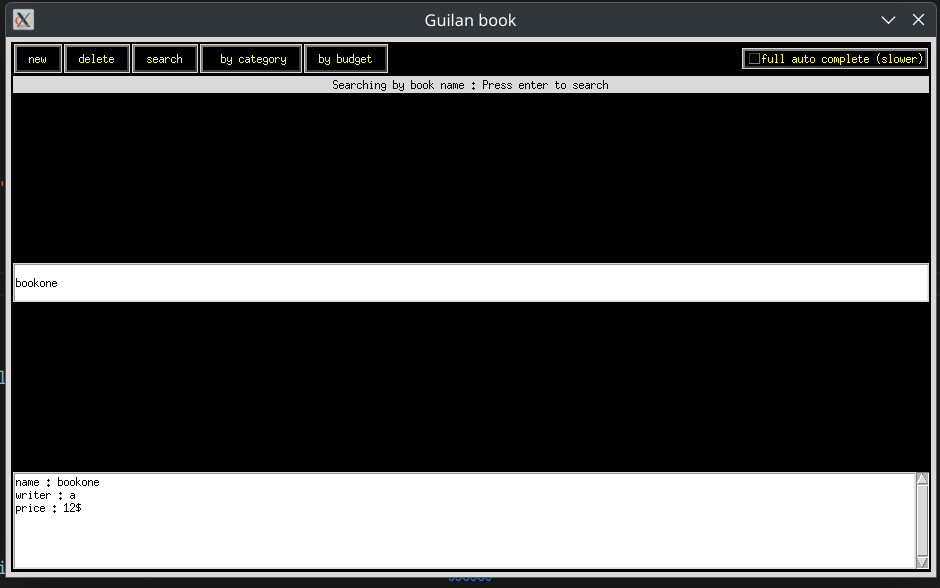 Guilan book
new delete search by category by budget full auto complete (slower)
Searching by book name : Press enter to search
bookone
name : bookone
writer : a
price : 12$